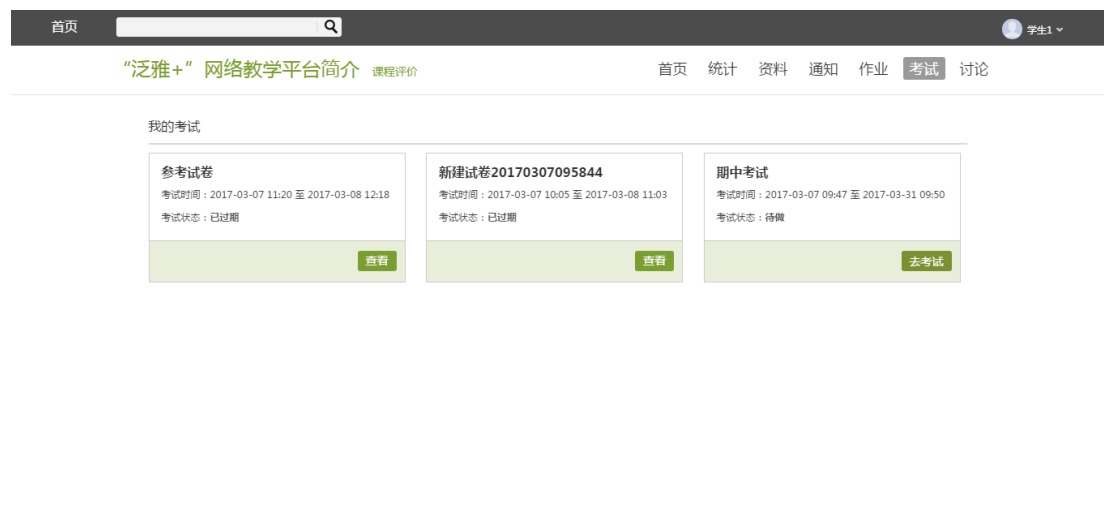 首页 学生1
“泛雅+”网络教学平台简介 课程评价 首页 统计 资料 通知 作业 考试 讨论
我的考试
参考试卷
考试时间：2017-03-07 11:20 至 2017-03-08 12:18
考试状态：已过期
查看
新建试卷20170307095844
考试时间：2017-03-07 10:05 至 2017-03-08 11:03
考试状态：已过期
查看
期中考试
考试时间：2017-03-07 09:47 至 2017-03-31 09:50
考试状态：待做
去考试